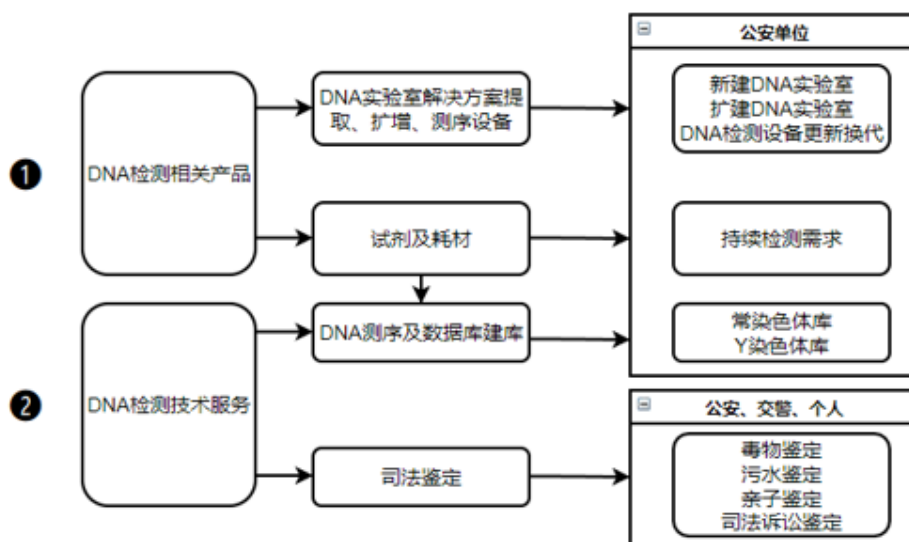 公安单位
DNA实验室解决方案提
取、扩增、测序设备
新建DNA实验室
扩建DNA实验室
DNA检测设备更新换代
❶
DNA检测相关产品
试剂及耗材
持续检测需求
DNA测序及数据库建库
常染色体库
Y染色体库
❷
DNA检测技术服务
公安、交警、个人
司法鉴定
毒物鉴定
污水鉴定
亲子鉴定
司法诉讼鉴定